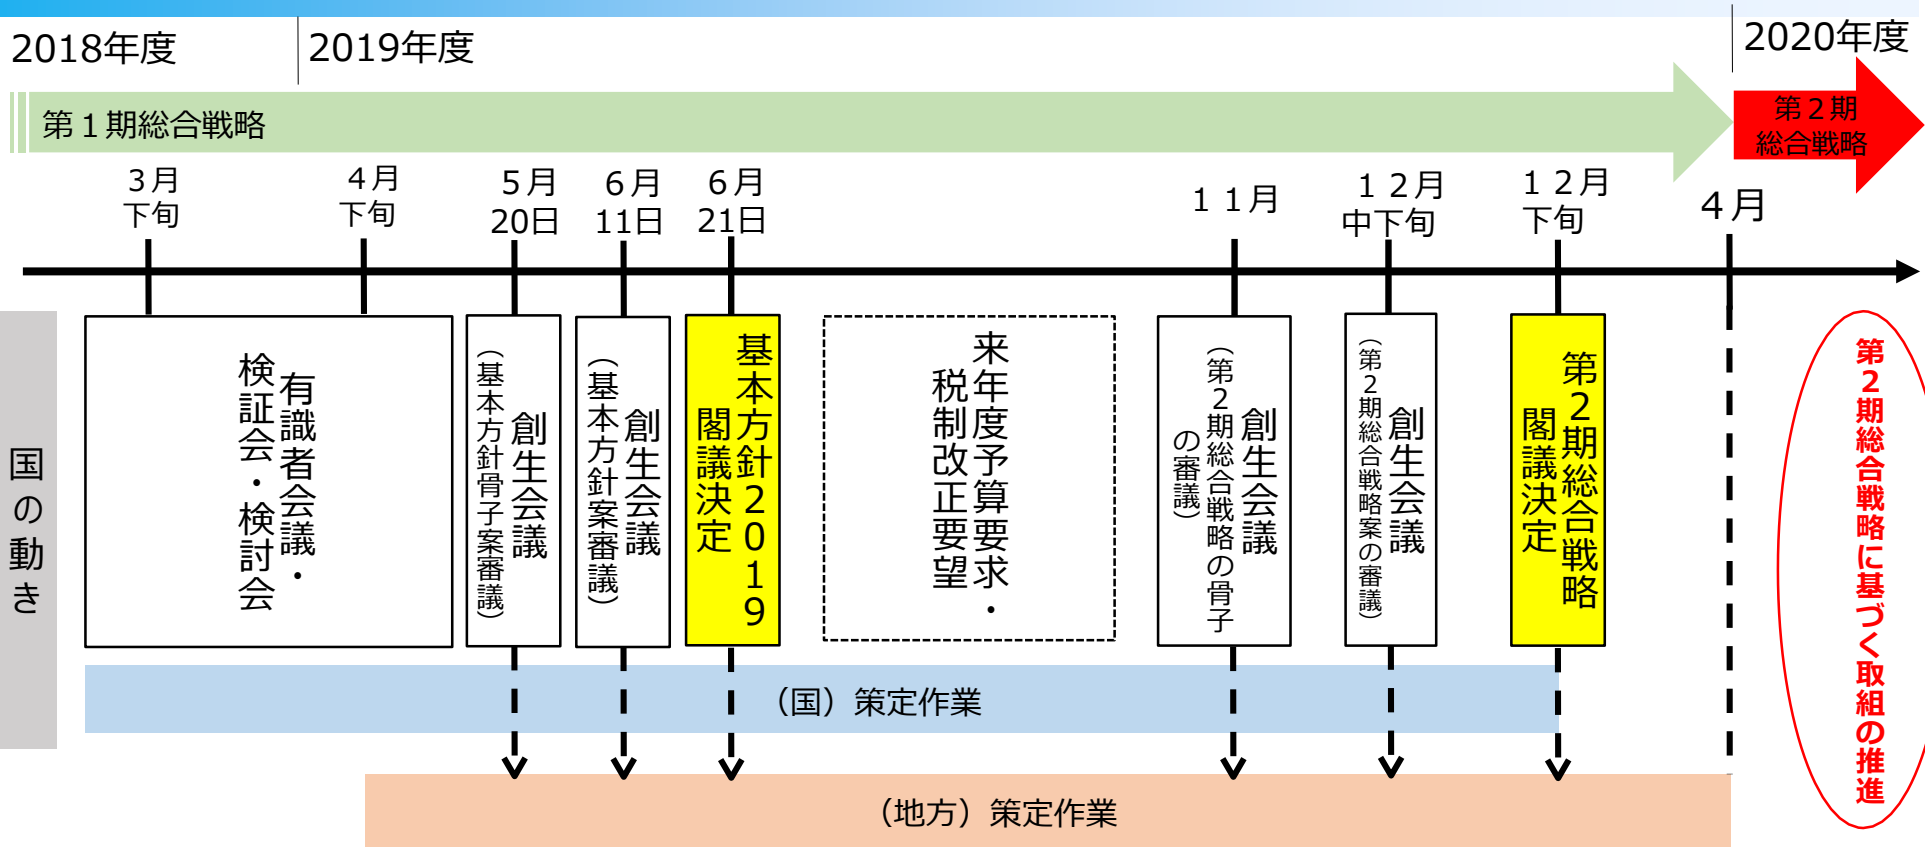 2018年度
2019年度
2020年度
第１期総合戦略
第２期
総合戦略
３月
下旬
４月
下旬
５月
20日
６月
11日
６月
21日
１１月
１２月
中下旬
１２月
下旬
４月
国の動き
有識者会議・
検証会・検討会
創生会議
（基本方針骨子案審議）
創生会議
（基本方針案審議）
基本方針２０１９
閣議決定
来年度予算要求・
税制改正要望
創生会議
（第２期総合戦略の骨子
の審議）
創生会議
（第２期総合戦略案の審議）
第２期総合戦略
閣議決定
第２期総合戦略に基づく取組の推進
（国）策定作業
（地方）策定作業